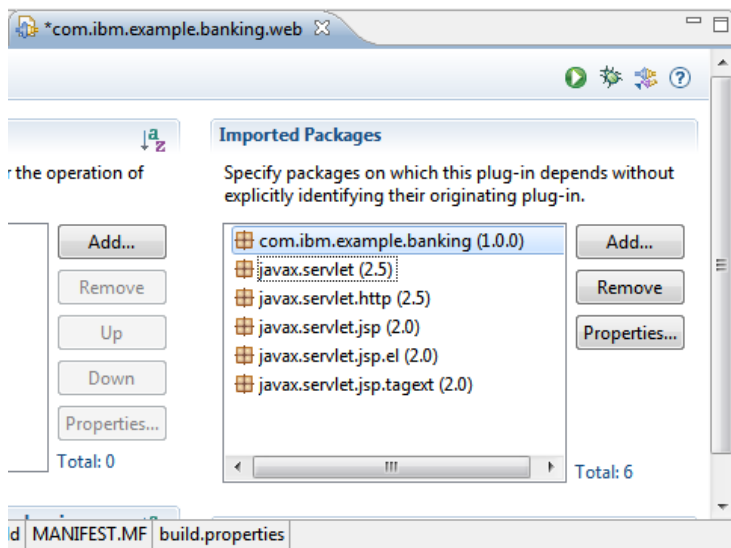 *com.ibm.example.banking.web
Imported Packages
r the operation of
Specify packages on which this plug-in depends without
explicitly identifying their originating plug-in.
Add...
Remove
Up
Down
Properties...
Total: 0
com.ibm.example.banking (1.0.0)
javax.servlet (2.5)
javax.servlet.http (2.5)
javax.servlet.jsp (2.0)
javax.servlet.jsp.el (2.0)
javax.servlet.jsp.tagext (2.0)
Add...
Remove
Properties...
Total: 6
d MANIFEST.MF build.properties